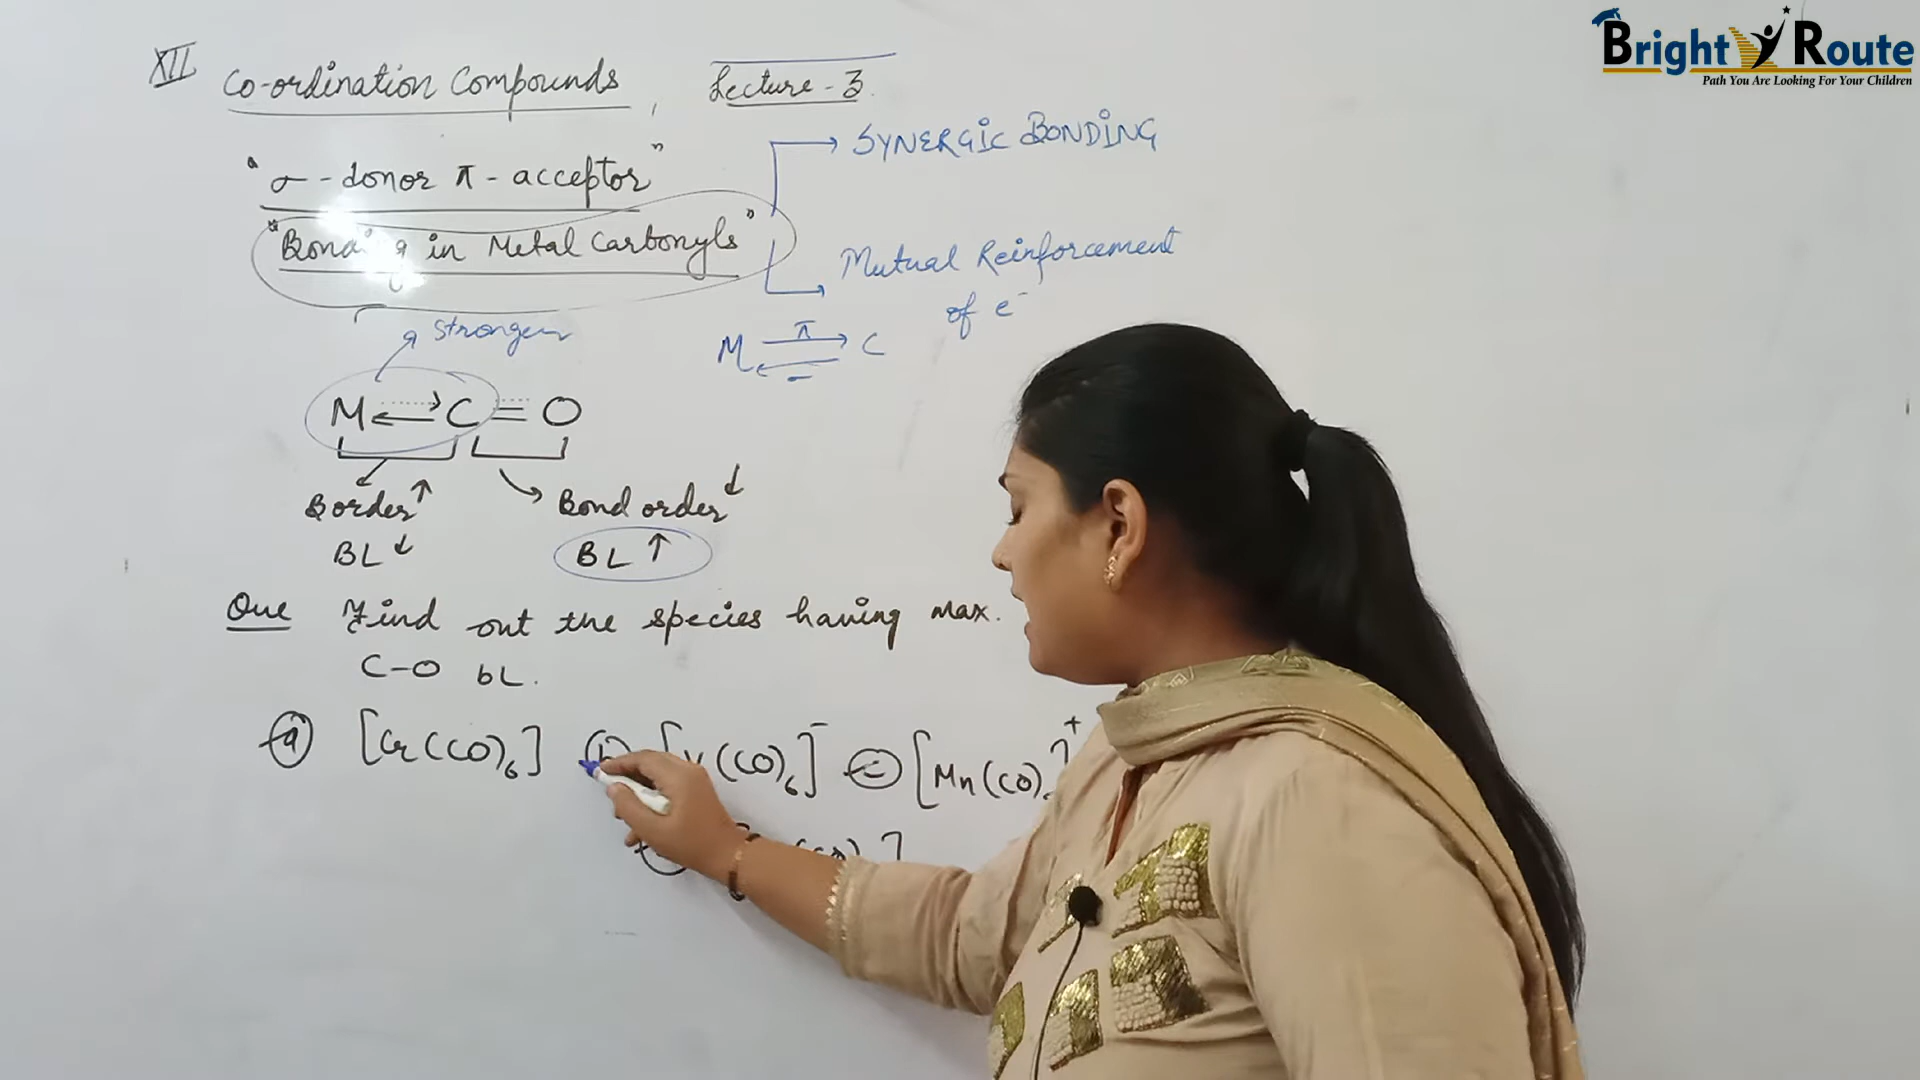 Bright Route
Path You Are Looking For Your Children
XII Co-ordination Compounds, Lecture - 3.
"σ - donor π - acceptor"
"Bonding in Metal Carbonyls"
→ SYNERGIC BONDING
→ Mutual Reinforcement
of e⁻
M π ⇌ σ C
Stronger
M ⇄ C ≡ O
B order ↑
BL ↓
Bond order ↓
BL ↑
Que Find out the species having max.
C-O bL.
(a) [Cr(CO)₆] (b) [V(CO)₆]⁻ (c) [Mn(CO) ]⁺
(CO) ]